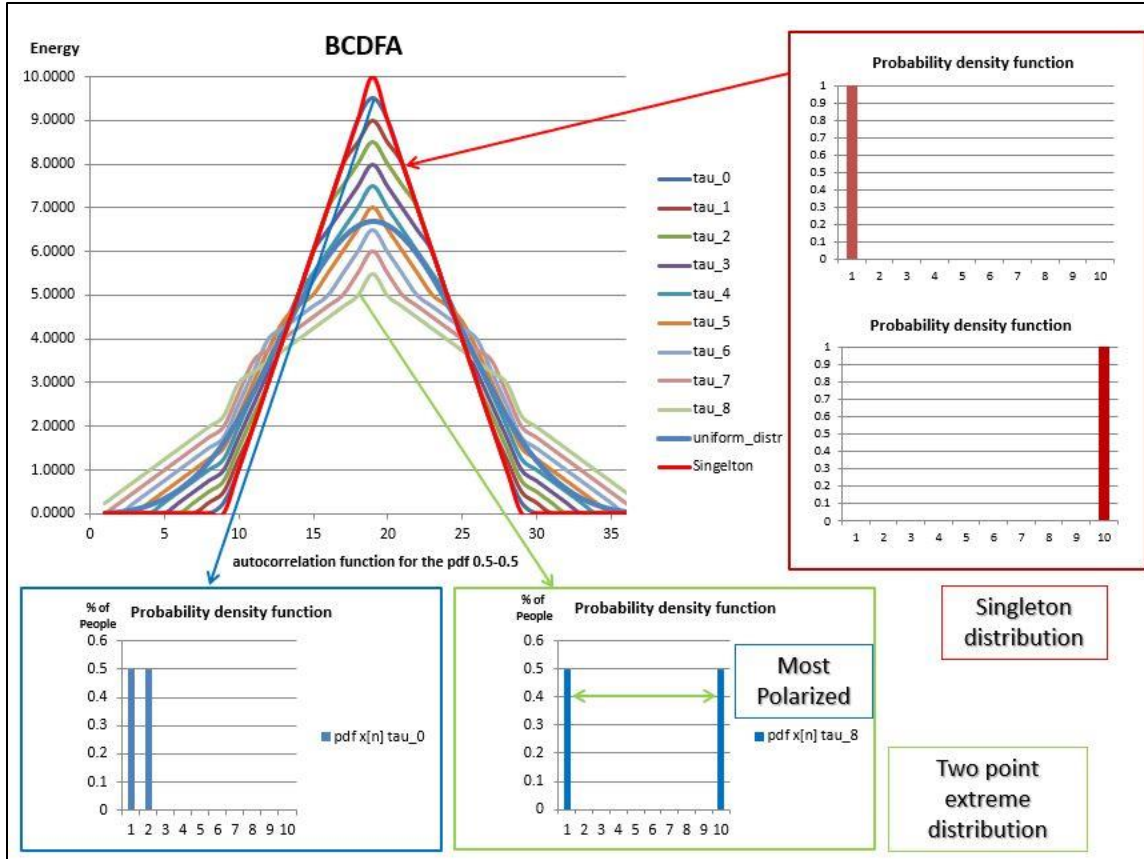 BCDFA
Energy
10.0000
9.0000
8.0000
7.0000
6.0000
5.0000
4.0000
3.0000
2.0000
1.0000
0.0000
0 5 10 15 20 25 30 35
autocorrelation function for the pdf 0.5-0.5
tau_0
tau_1
tau_2
tau_3
tau_4
tau_5
tau_6
tau_7
tau_8
uniform_distr
Singelton
Probability density function
1
0.9
0.8
0.7
0.6
0.5
0.4
0.3
0.2
0.1
0
1 2 3 4 5 6 7 8 9 10
Probability density function
1
0.9
0.8
0.7
0.6
0.5
0.4
0.3
0.2
0.1
0
1 2 3 4 5 6 7 8 9 10
Singleton
distribution
% of
People
Probability density function
0.6
0.5
0.4
0.3
0.2
0.1
0
1 2 3 4 5 6 7 8 9 10
pdf x[n] tau_0
% of
People
Probability density function
0.6
0.5
0.4
0.3
0.2
0.1
0
1 2 3 4 5 6 7 8 9 10
Most
Polarized
pdf x[n] tau_8
Two point
extreme
distribution